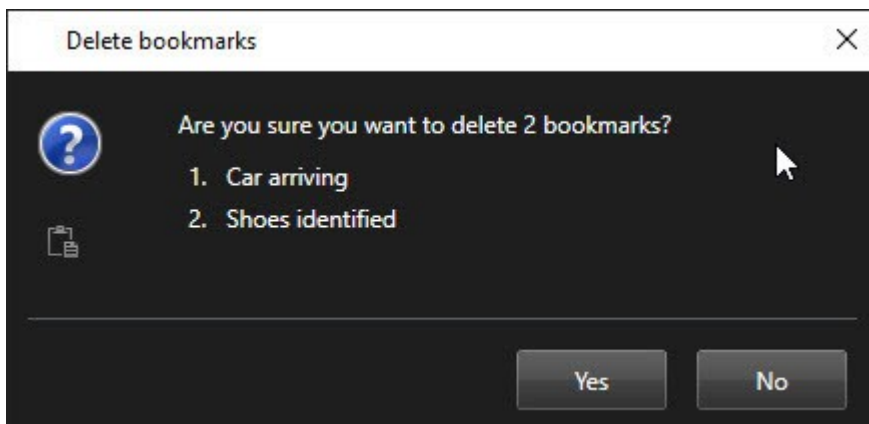 Delete bookmarks
Are you sure you want to delete 2 bookmarks?
1. Car arriving
2. Shoes identified
Yes No